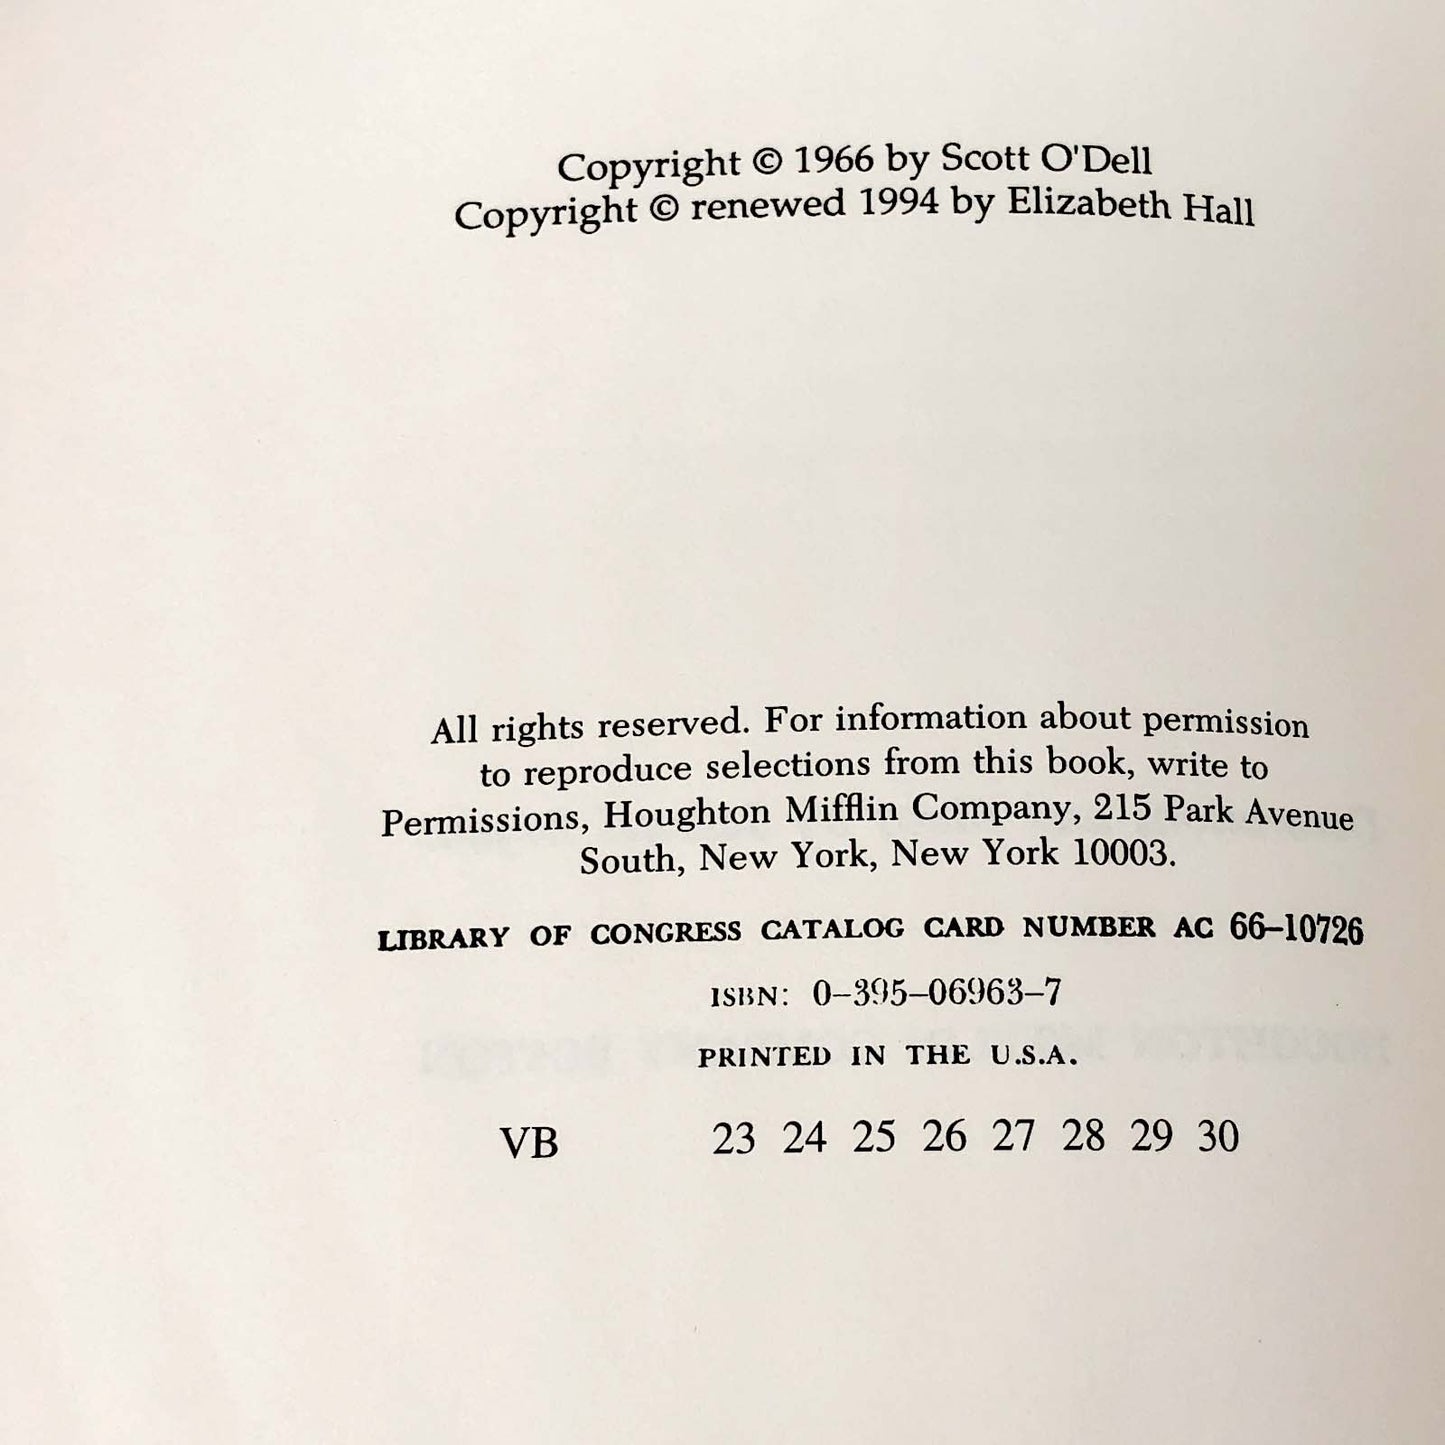 Copyright © 1966 by Scott O'Dell
Copyright © renewed 1994 by Elizabeth Hall
All rights reserved. For information about permission
to reproduce selections from this book, write to
Permissions, Houghton Mifflin Company, 215 Park Avenue
South, New York, New York 10003.
LIBRARY OF CONGRESS CATALOG CARD NUMBER AC 66–10726
ISBN: 0–395–06963–7
PRINTED IN THE U.S.A.
VB 23 24 25 26 27 28 29 30